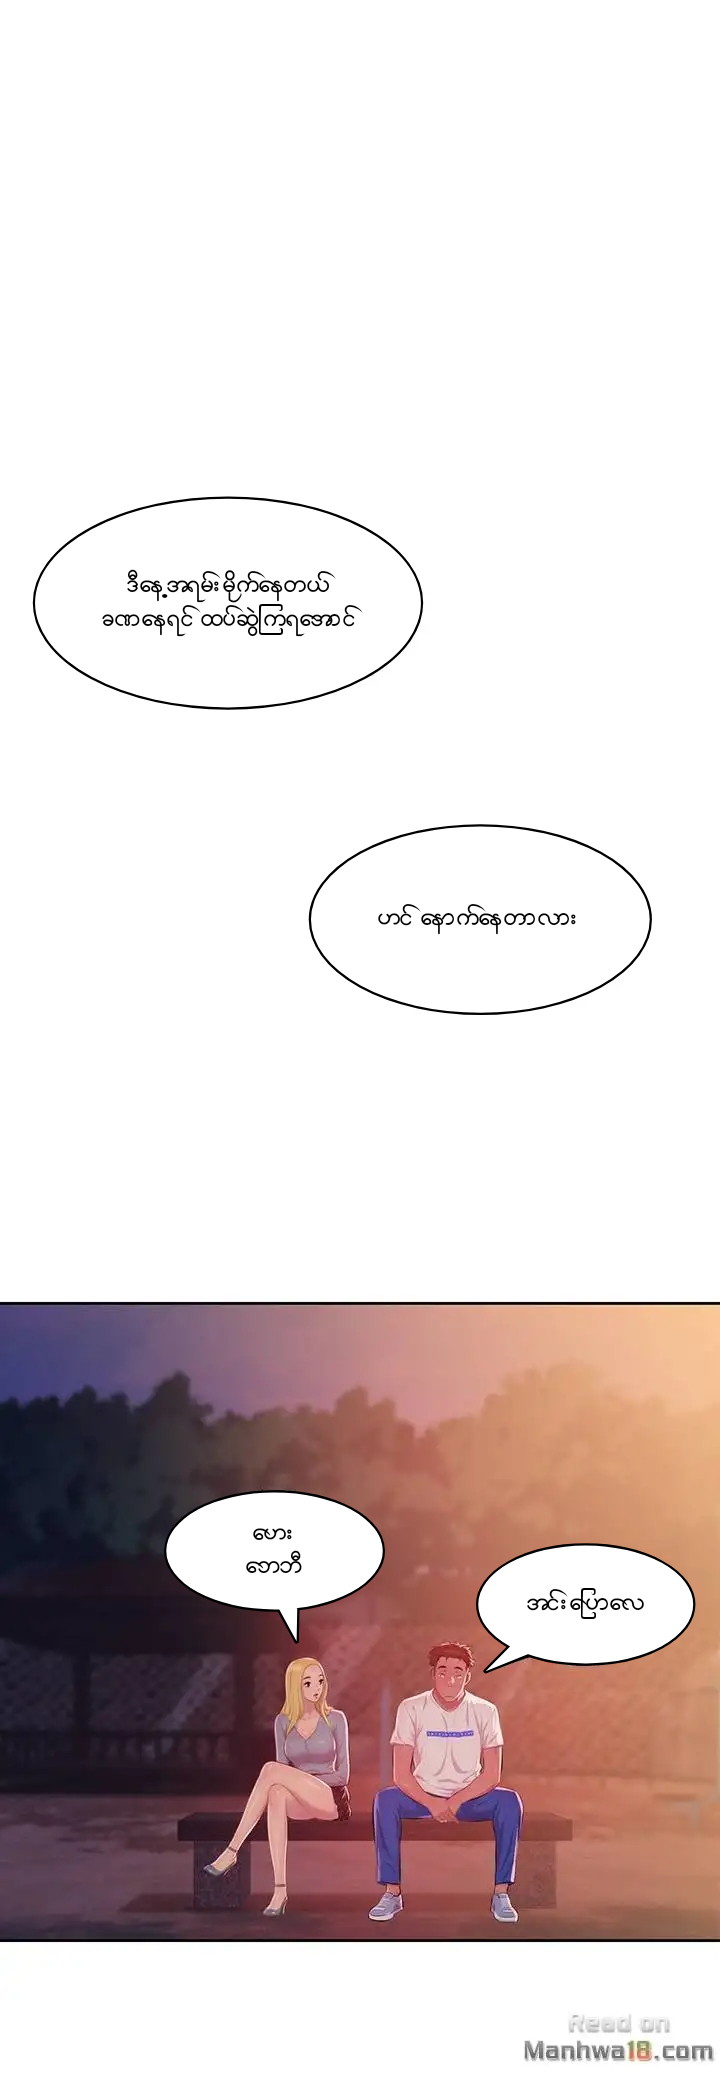 ဒီနေ့အရမ်းမိုက်နေတယ်
ခဏနေရင် ထပ်ဆွဲကြရအောင်
ဟင် နောက်နေတာလား
ဟေး
ဘေဘီ
အင်းပြောလေ
Read on
Manhwa18.com